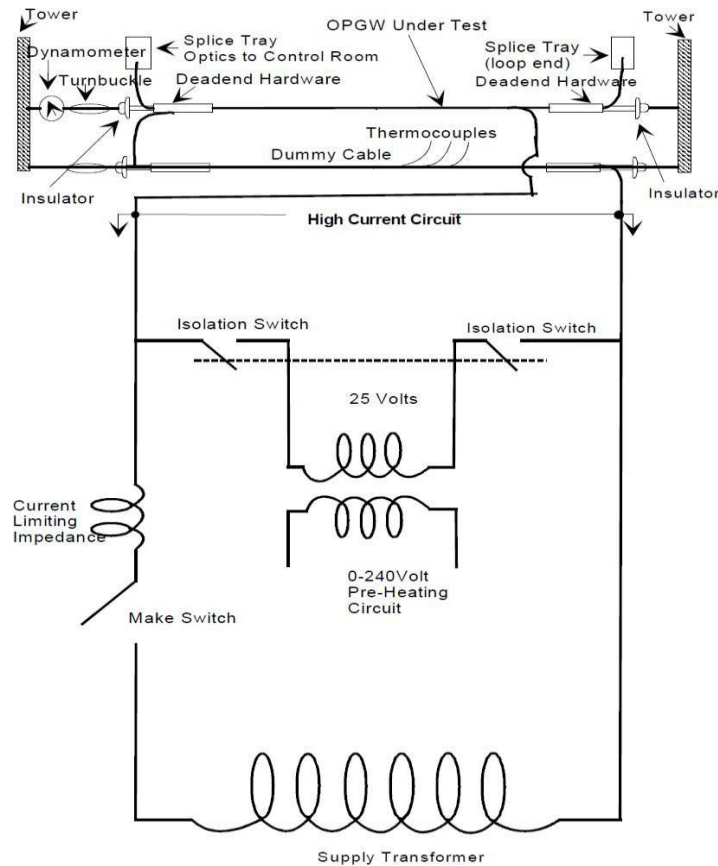 Tower
Tower
Dynamometer
Splice Tray
Optics to Control Room
OPGW Under Test
Splice Tray
(loop end)
Turnbuckle
Deadend Hardware
Deadend Hardware
Thermocouples
Dummy Cable
Insulator
Insulator
High Current Circuit
Isolation Switch
Isolation Switch
25 Volts
Current
Limiting
Impedance
0-240Volt
Pre-Heating
Circuit
Make Switch
Supply Transformer